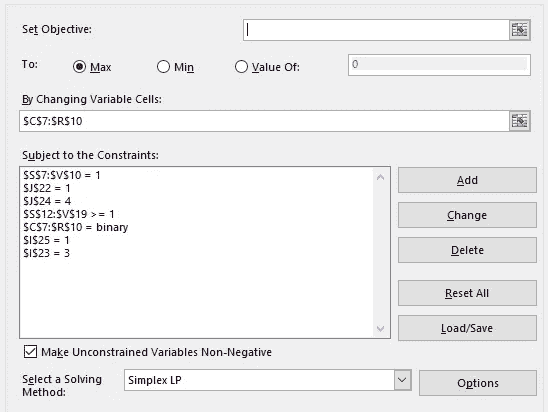 Set Objective:
To: Max Min Value Of: 0
By Changing Variable Cells:
$C$7:$R$10
Subject to the Constraints:
$S$7:$V$10 = 1
$J$22 = 1
$J$24 = 4
$S$12:$V$19 >= 1
$C$7:$R$10 = binary
$I$25 = 1
$I$23 = 3
Add
Change
Delete
Reset All
Load/Save
Make Unconstrained Variables Non-Negative
Select a Solving Method: Simplex LP Options